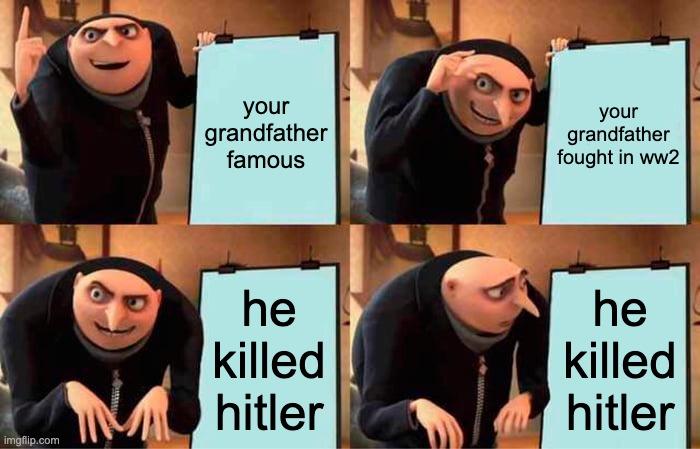 your
grandfather
famous
your
grandfather
fought in ww2
he
killed
hitler
he
killed
hitler
imgflip.com